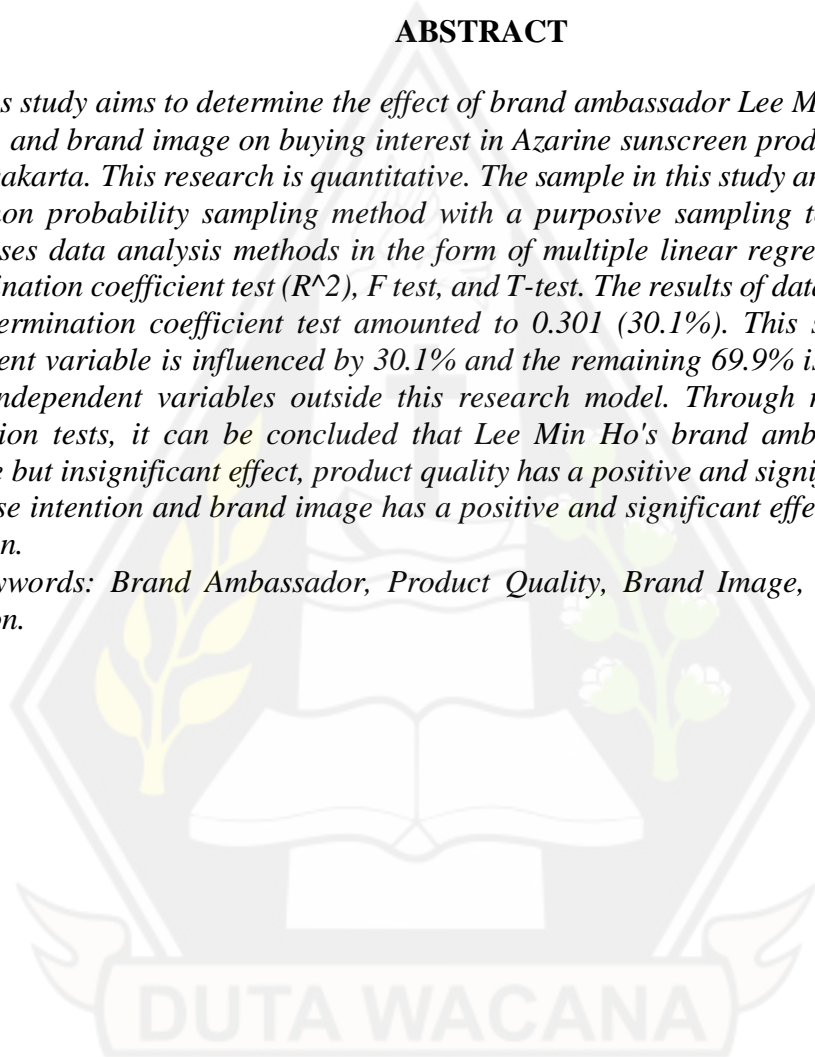 ABSTRACT
s study aims to determine the effect of brand ambassador Lee M
and brand image on buying interest in Azarine sunscreen prod
akarta. This research is quantitative. The sample in this study an
non probability sampling method with a purposive sampling t
ses data analysis methods in the form of multiple linear regre
ination coefficient test (R^2), F test, and T-test. The results of data
ermination coefficient test amounted to 0.301 (30.1%). This s
ent variable is influenced by 30.1% and the remaining 69.9% is
ndependent variables outside this research model. Through r
ion tests, it can be concluded that Lee Min Ho's brand amb
e but insignificant effect, product quality has a positive and signif
se intention and brand image has a positive and significant effe
n.
ywords: Brand Ambassador, Product Quality, Brand Image,
on.
DUTA WACANA